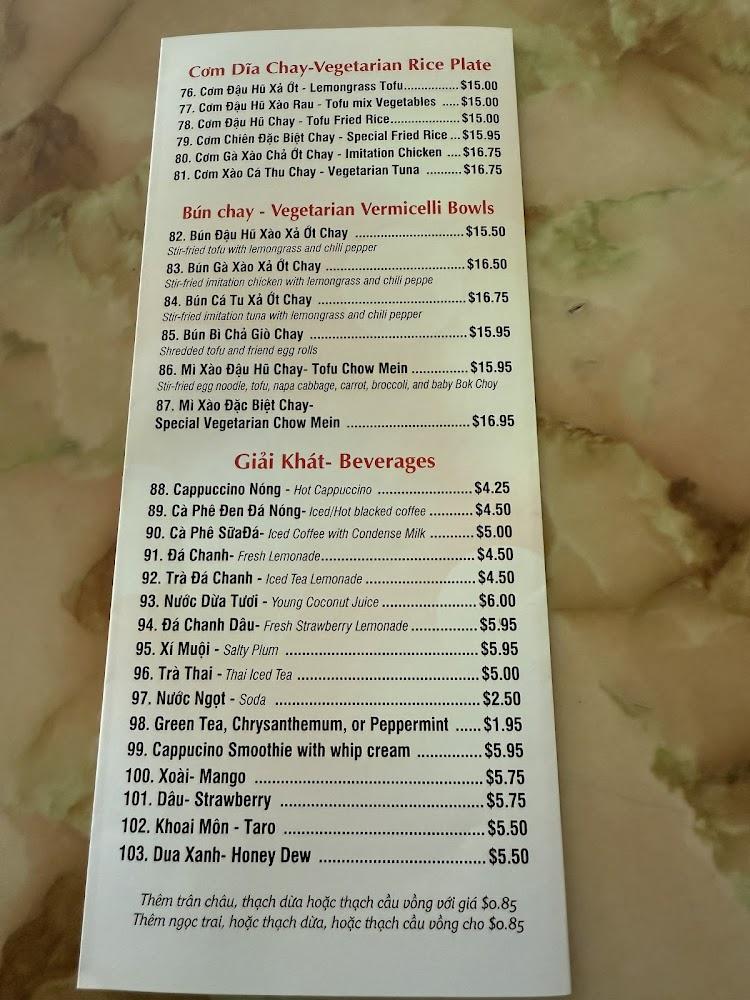 Cơm Dĩa Chay-Vegetarian Rice Plate
76. Cơm Đậu Hũ Xả Ớt - Lemongrass Tofu................$15.00
77. Cơm Đậu Hũ Xào Rau - Tofu mix Vegetables .....$15.00
78. Cơm Đậu Hũ Chay - Tofu Fried Rice....................$15.00
79. Cơm Chiên Đặc Biệt Chay - Special Fried Rice ...$15.95
80. Cơm Gà Xào Chả Ớt Chay - Imitation Chicken ....$16.75
81. Cơm Xào Cá Thu Chay - Vegetarian Tuna ..........$16.75
Bún chay - Vegetarian Vermicelli Bowls
82. Bún Đậu Hũ Xào Xả Ớt Chay ...............................$15.50
Stir-fried tofu with lemongrass and chili pepper
83. Bún Gà Xào Xả Ớt Chay ........................................$16.50
Stir-fried imitation chicken with lemongrass and chili peppe
84. Bún Cá Tu Xả Ớt Chay ..........................................$16.75
Stir-fried imitation tuna with lemongrass and chili pepper
85. Bún Bì Chả Giò Chay .............................................$15.95
Shredded tofu and friend egg rolls
86. Mì Xào Đậu Hũ Chay- Tofu Chow Mein ...............$15.95
Stir-fried egg noodle, tofu, napa cabbage, carrot, broccoli, and baby Bok Choy
87. Mì Xào Đặc Biệt Chay-
Special Vegetarian Chow Mein ..................................$16.95
Giải Khát- Beverages
88. Cappuccino Nóng - Hot Cappuccino .........................$4.25
89. Cà Phê Đen Đá Nóng- Iced/Hot blacked coffee ............$4.50
90. Cà Phê SữaĐá- Iced Coffee with Condense Milk ...........$5.00
91. Đá Chanh- Fresh Lemonade........................................$4.50
92. Trà Đá Chanh - Iced Tea Lemonade ............................$4.50
93. Nước Dừa Tươi - Young Coconut Juice ........................$6.00
94. Đá Chanh Dâu- Fresh Strawberry Lemonade .................$5.95
95. Xí Muội - Salty Plum ..................................................$5.95
96. Trà Thai - Thai Iced Tea ...............................................$5.00
97. Nước Ngọt - Soda .....................................................$2.50
98. Green Tea, Chrysanthemum, or Peppermint ......$1.95
99. Cappucino Smoothie with whip cream ...............$5.95
100. Xoài- Mango ......................................................$5.75
101. Dâu- Strawberry ................................................$5.75
102. Khoai Môn - Taro ...............................................$5.50
103. Dua Xanh- Honey Dew .......................................$5.50
Thêm trân châu, thạch dừa hoặc thạch cầu vồng với giá $0.85
Thêm ngọc trai, hoặc thạch dừa, hoặc thạch cầu vồng cho $0.85